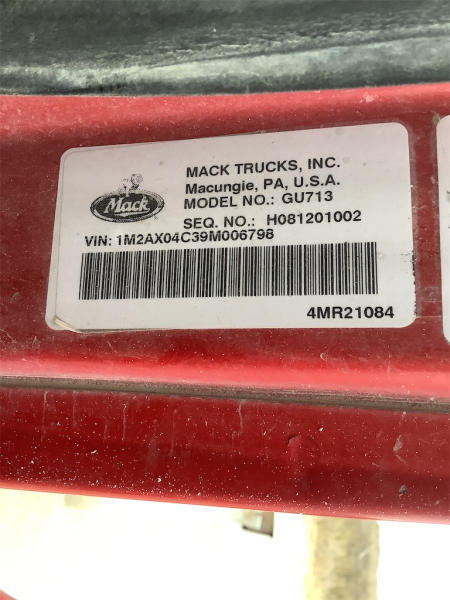 MACK TRUCKS, INC.
Mack
Macungie, PA, U.S.A.
MODEL NO.: GU713
SEQ. NO.: H081201002
VIN: 1M2AX04C39M006798
4MR21084